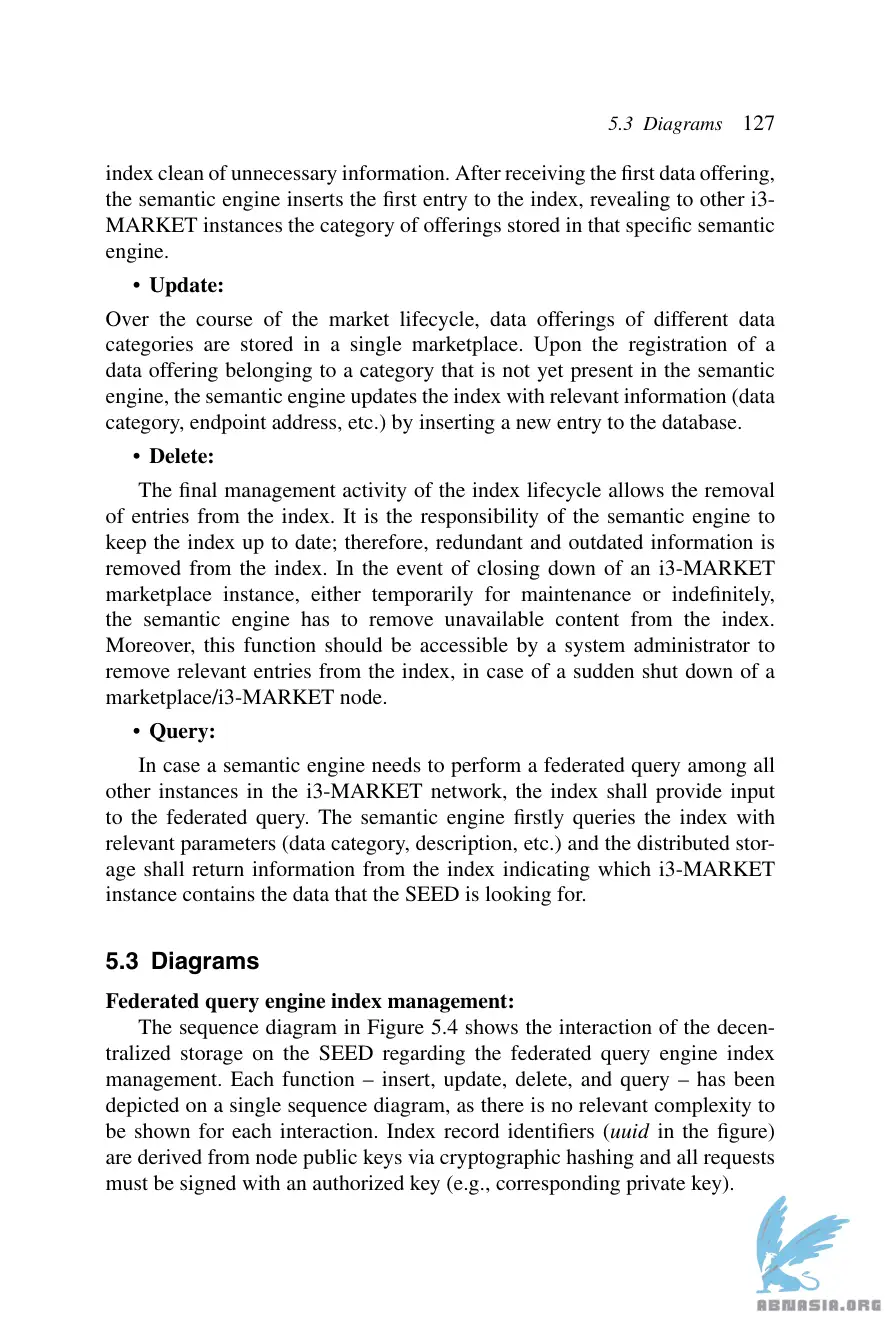 5.3 Diagrams 127
index clean of unnecessary information. After receiving the first data offering,
the semantic engine inserts the first entry to the index, revealing to other i3-
MARKET instances the category of offerings stored in that specific semantic
engine.
• Update:
Over the course of the market lifecycle, data offerings of different data
categories are stored in a single marketplace. Upon the registration of a
data offering belonging to a category that is not yet present in the semantic
engine, the semantic engine updates the index with relevant information (data
category, endpoint address, etc.) by inserting a new entry to the database.
• Delete:
The final management activity of the index lifecycle allows the removal
of entries from the index. It is the responsibility of the semantic engine to
keep the index up to date; therefore, redundant and outdated information is
removed from the index. In the event of closing down of an i3-MARKET
marketplace instance, either temporarily for maintenance or indefinitely,
the semantic engine has to remove unavailable content from the index.
Moreover, this function should be accessible by a system administrator to
remove relevant entries from the index, in case of a sudden shut down of a
marketplace/i3-MARKET node.
• Query:
In case a semantic engine needs to perform a federated query among all
other instances in the i3-MARKET network, the index shall provide input
to the federated query. The semantic engine firstly queries the index with
relevant parameters (data category, description, etc.) and the distributed stor-
age shall return information from the index indicating which i3-MARKET
instance contains the data that the SEED is looking for.
5.3 Diagrams
Federated query engine index management:
The sequence diagram in Figure 5.4 shows the interaction of the decen-
tralized storage on the SEED regarding the federated query engine index
management. Each function – insert, update, delete, and query – has been
depicted on a single sequence diagram, as there is no relevant complexity to
be shown for each interaction. Index record identifiers (uuid in the figure)
are derived from node public keys via cryptographic hashing and all requests
must be signed with an authorized key (e.g., corresponding private key).
ABNASIA.ORG